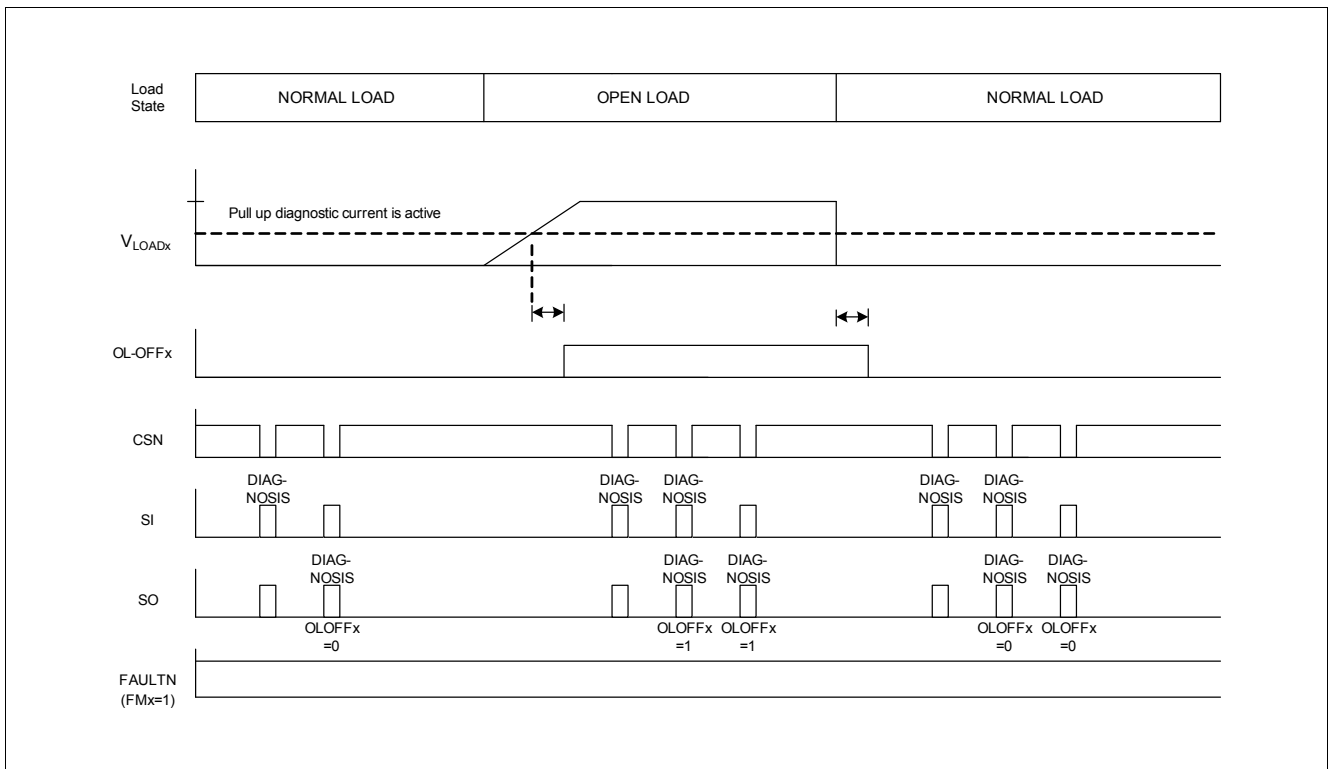 Load
State
NORMAL LOAD
OPEN LOAD
NORMAL LOAD
Pull up diagnostic current is active
VLOADx
OL-OFFx
CSN
DIAG-
NOSIS
DIAG-
NOSIS
DIAG-
NOSIS
DIAG-
NOSIS
DIAG-
NOSIS
SI
DIAG-
NOSIS
DIAG-
NOSIS
DIAG-
NOSIS
DIAG-
NOSIS
DIAG-
NOSIS
SO
OLOFFx
=0
OLOFFx
=1
OLOFFx
=1
OLOFFx
=0
OLOFFx
=0
FAULTN
(FMx=1)